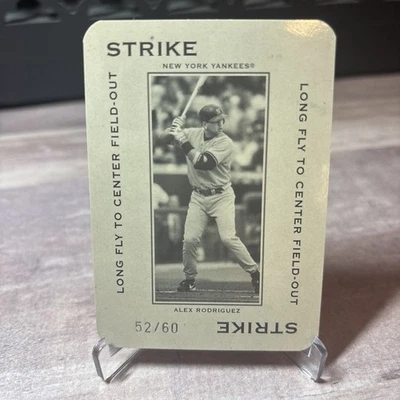 STRIKE
NEW YORK YANKEES®
LONG FLY TO CENTER FIELD-OUT
LONG FLY TO CENTER FIELD-OUT
ALEX RODRIGUEZ
52/60
STRIKE